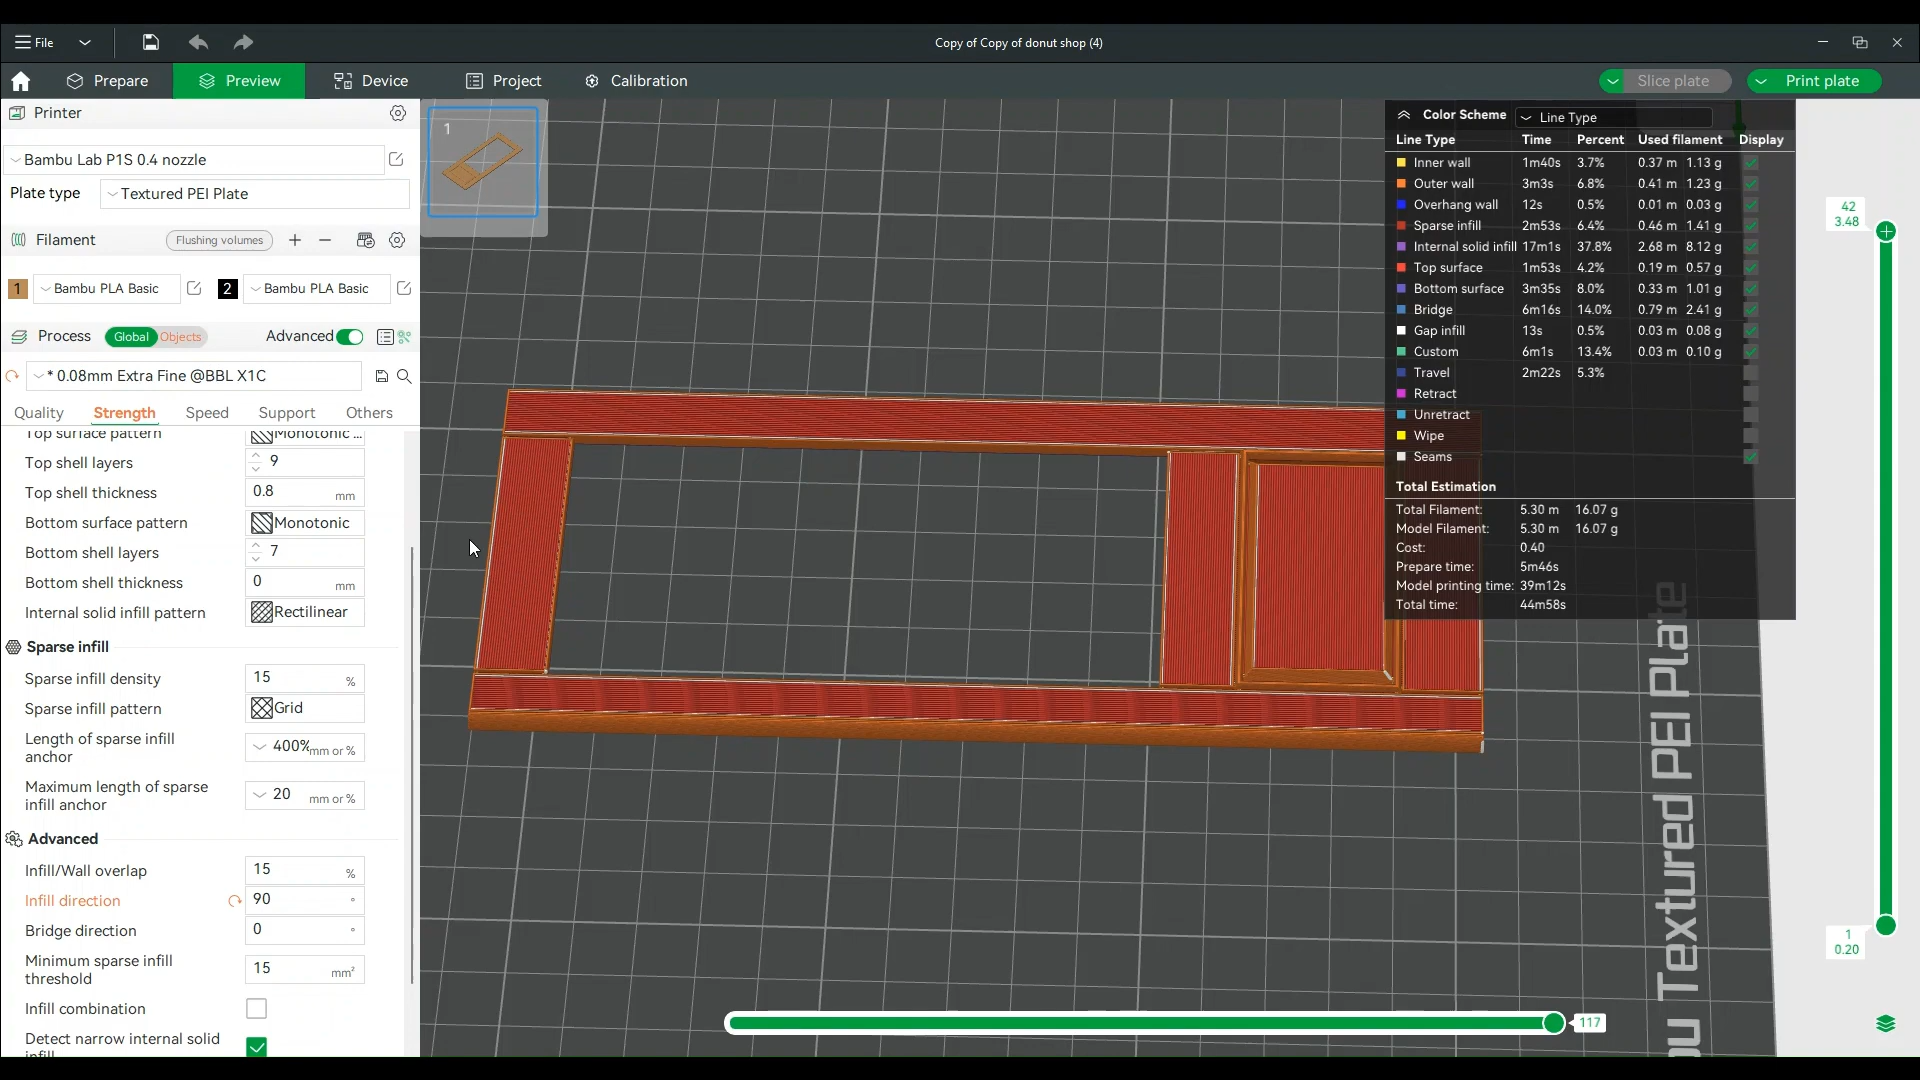 File
Copy of Copy of donut shop (4)
Prepare
Preview
Device
Project
Calibration
Slice plate
Print plate
Printer
Bambu Lab P1S 0.4 nozzle
Plate type
Textured PEI Plate
Filament
Flushing volumes
1
Bambu PLA Basic
2
Bambu PLA Basic
Process
Global
Objects
Advanced
* 0.08mm Extra Fine @BBL X1C
Quality
Strength
Speed
Support
Others
Top surface pattern
Monotonic ...
Top shell layers
9
Top shell thickness
0.8 mm
Bottom surface pattern
Monotonic
Bottom shell layers
7
Bottom shell thickness
0 mm
Internal solid infill pattern
Rectilinear
Sparse infill
Sparse infill density
15 %
Sparse infill pattern
Grid
Length of sparse infill
anchor
400% mm or %
Maximum length of sparse
infill anchor
20 mm or %
Advanced
Infill/Wall overlap
15 %
Infill direction
90 °
Bridge direction
0 °
Minimum sparse infill
threshold
15 mm²
Infill combination
Detect narrow internal solid
infill
1
Color Scheme
Line Type
Line Type Time Percent Used filament Display
Inner wall 1m40s 3.7% 0.37 m 1.13 g
Outer wall 3m3s 6.8% 0.41 m 1.23 g
Overhang wall 12s 0.5% 0.01 m 0.03 g
Sparse infill 2m53s 6.4% 0.46 m 1.41 g
Internal solid infill 17m1s 37.8% 2.68 m 8.12 g
Top surface 1m53s 4.2% 0.19 m 0.57 g
Bottom surface 3m35s 8.0% 0.33 m 1.01 g
Bridge 6m16s 14.0% 0.79 m 2.41 g
Gap infill 13s 0.5% 0.03 m 0.08 g
Custom 6m1s 13.4% 0.03 m 0.10 g
Travel 2m22s 5.3%
Retract
Unretract
Wipe
Seams
Total Estimation
Total Filament: 5.30 m 16.07 g
Model Filament: 5.30 m 16.07 g
Cost: 0.40
Prepare time: 5m46s
Model printing time: 39m12s
Total time: 44m58s
42
3.48
1
0.20
117
Textured PEI Plate